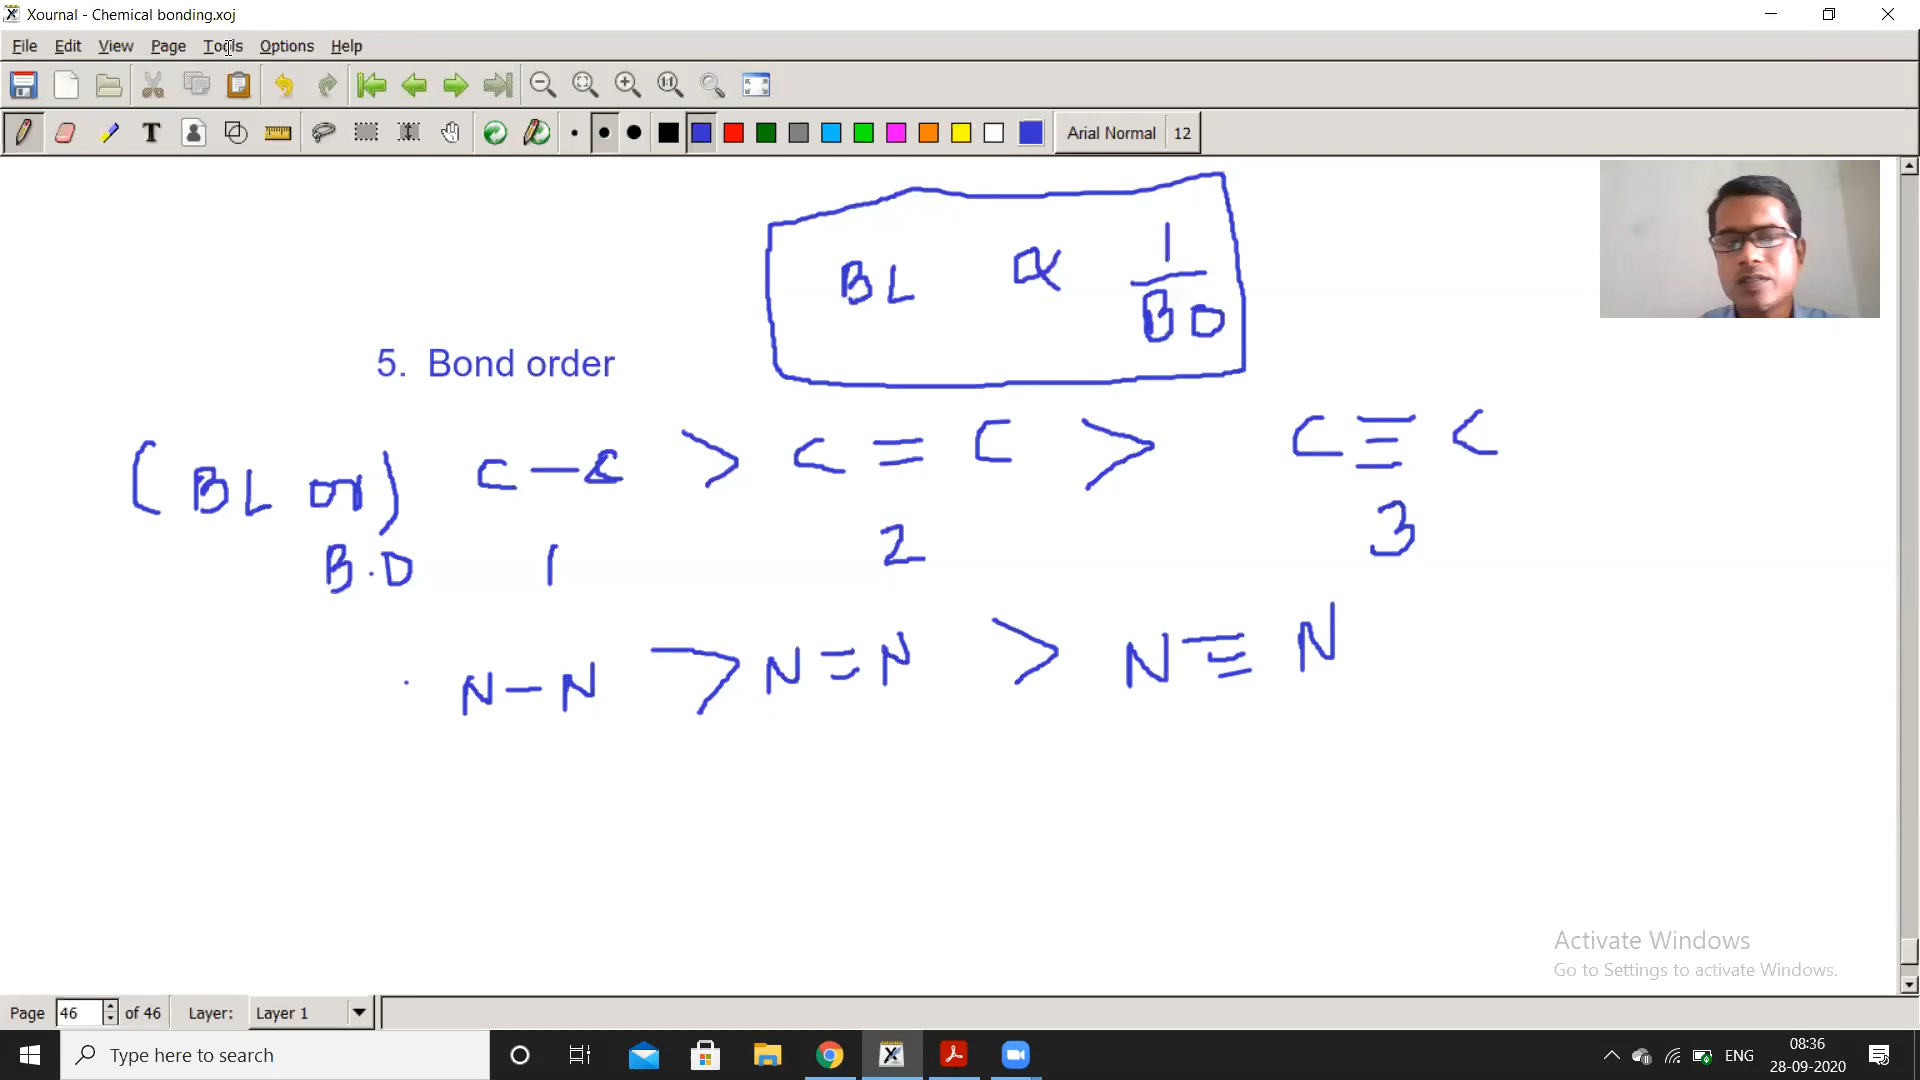 Xournal - Chemical bonding.xoj
File Edit View Page Tools Options Help
Arial Normal 12
BL ∝ 1/BO
5. Bond order
(BL or) C – C > C = C > C ≡ C
B.O 1 2 3
N – N > N = N > N ≡ N
Activate Windows
Go to Settings to activate Windows.
Page 46 of 46 Layer: Layer 1
Type here to search
ENG
08:36
28-09-2020